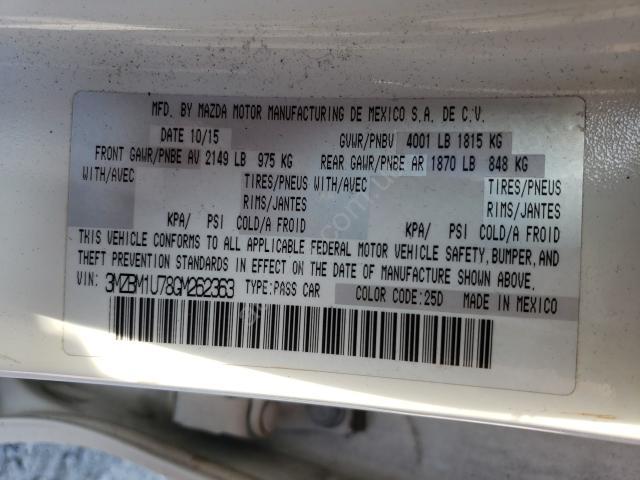 MFD. BY MAZDA MOTOR MANUFACTURING DE MEXICO S.A. DE C.V.
DATE 10/15 GVWR/PNBV 4001 LB 1815 KG
FRONT GAWR/PNBE AV 2149 LB 975 KG REAR GAWR/PNBE AR 1870 LB 848 KG
WITH/AVEC TIRES/PNEUS WITH/AVEC TIRES/PNEUS
RIMS/JANTES RIMS/JANTES
KPA/ PSI COLD/A FROID KPA/ PSI COLD/A FROID
THIS VEHICLE CONFORMS TO ALL APPLICABLE FEDERAL MOTOR VEHICLE SAFETY, BUMPER, AND
THEFT PREVENTION STANDARDS IN EFFECT ON THE DATE OF MANUFACTURE SHOWN ABOVE.
VIN: 3MZBM1U78GM262363 TYPE: PASS CAR COLOR CODE: 25D MADE IN MEXICO